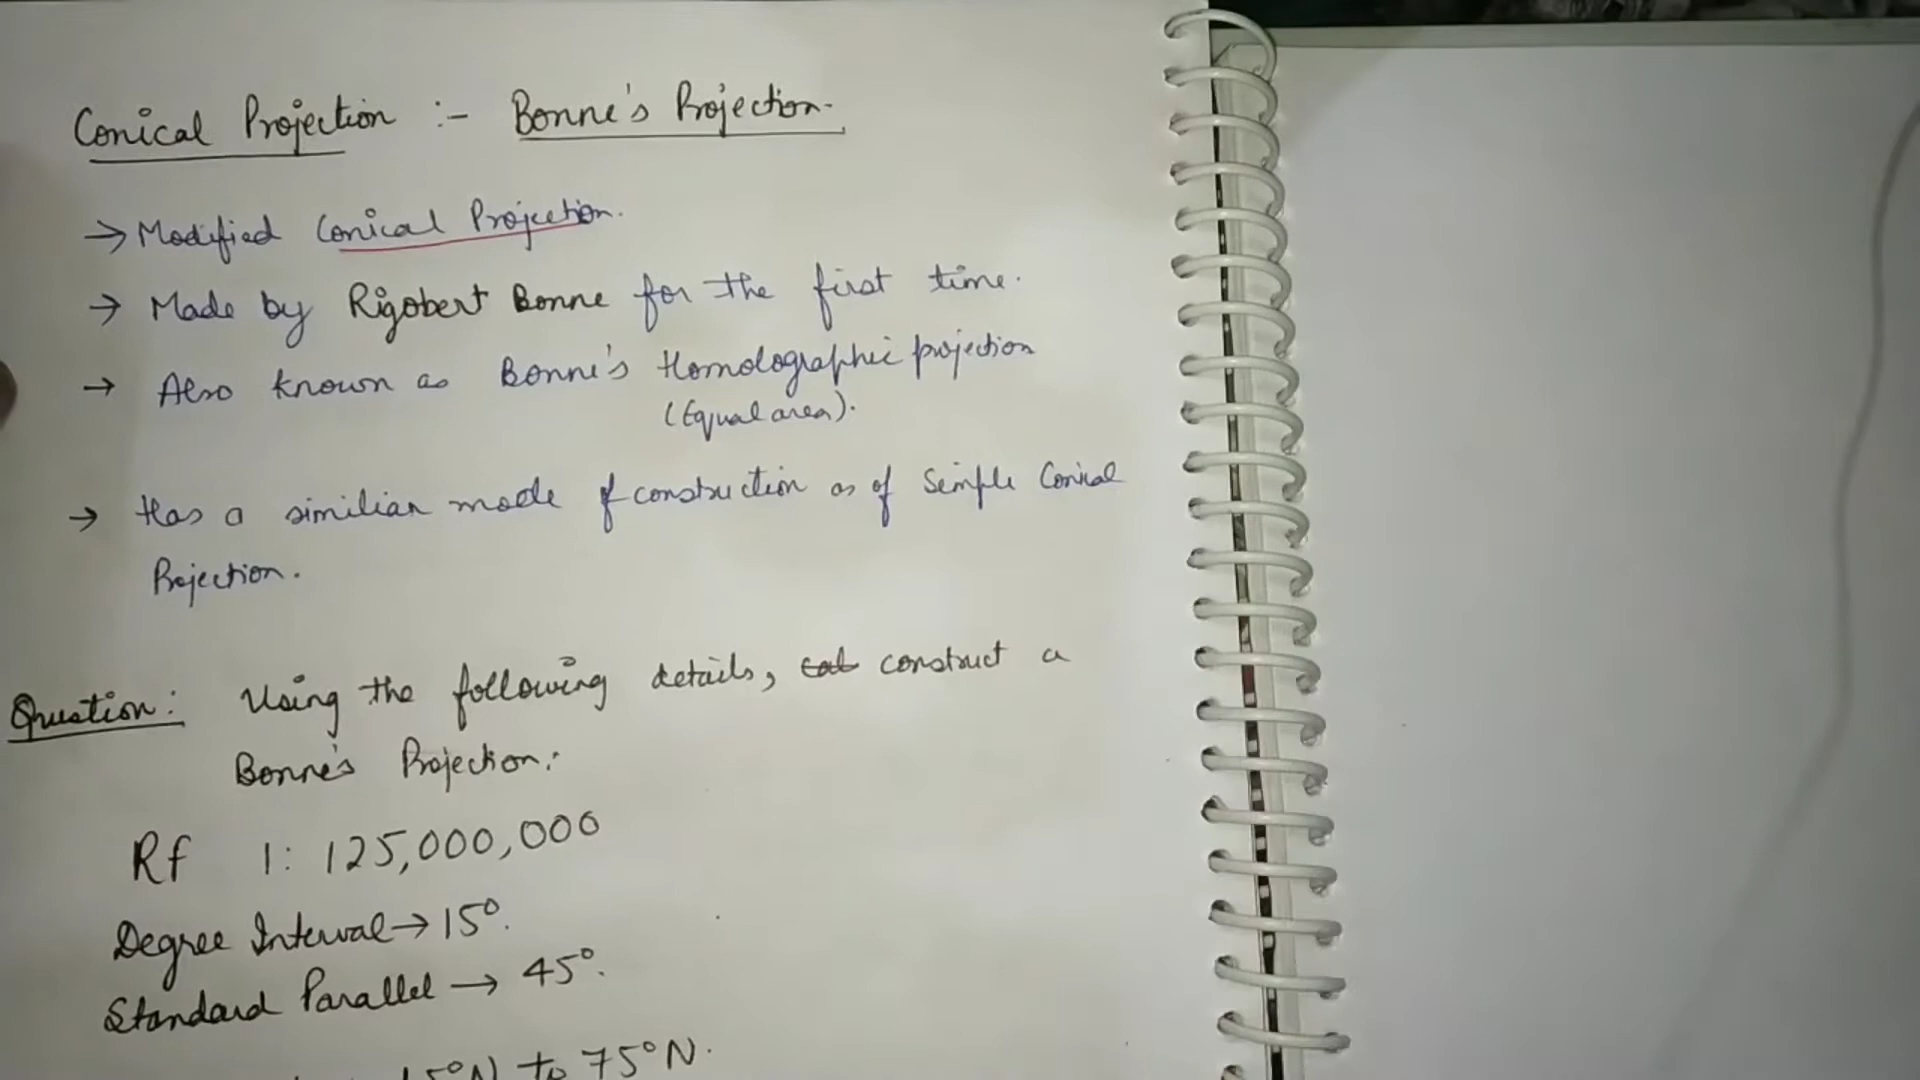 Conical Projection :- Bonne's Projection.
→ Modified Conical Projection.
→ Made by Rigobert Bonne for the first time.
→ Also known as Bonne's Homolographic projection
(Equal area).
→ Has a similiar mode of construction as of Simple Conical
Projection.
Question: Using the following details, construct a
Bonne's Projection:
Rf 1: 125,000,000
Degree Interval → 15°.
Standard Parallel → 45°.
to 75°N.